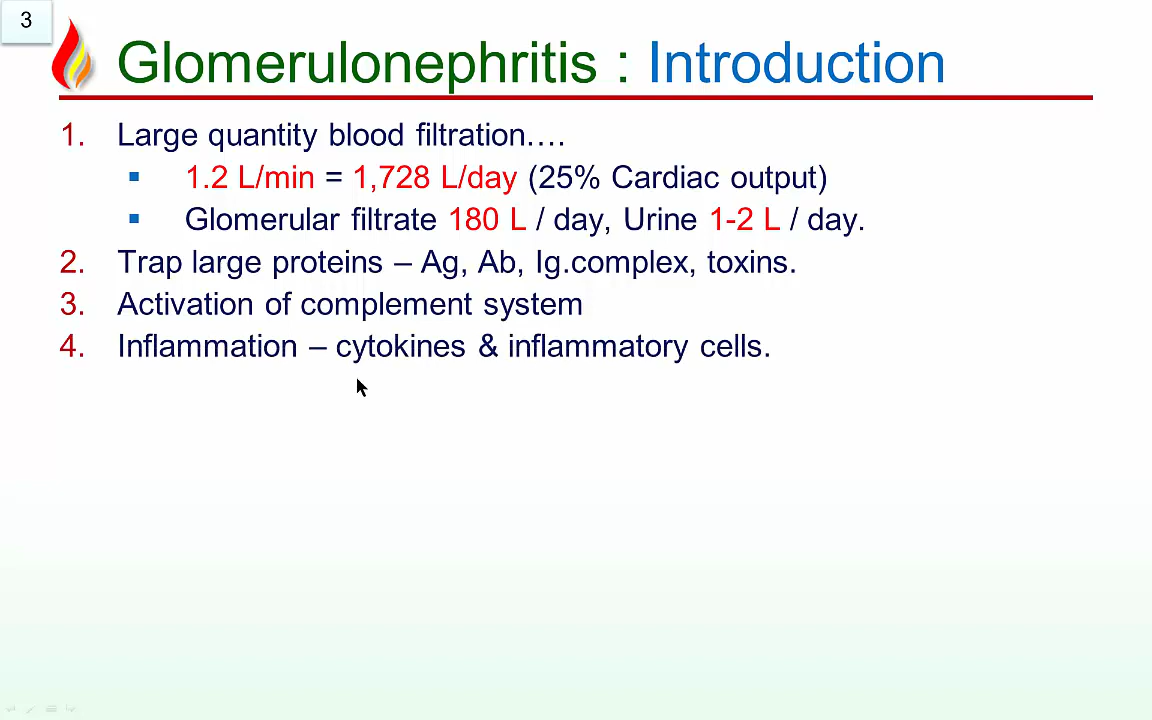 3
Glomerulonephritis : Introduction
1. Large quantity blood filtration….
▪ 1.2 L/min = 1,728 L/day (25% Cardiac output)
▪ Glomerular filtrate 180 L / day, Urine 1-2 L / day.
2. Trap large proteins – Ag, Ab, Ig.complex, toxins.
3. Activation of complement system
4. Inflammation – cytokines & inflammatory cells.